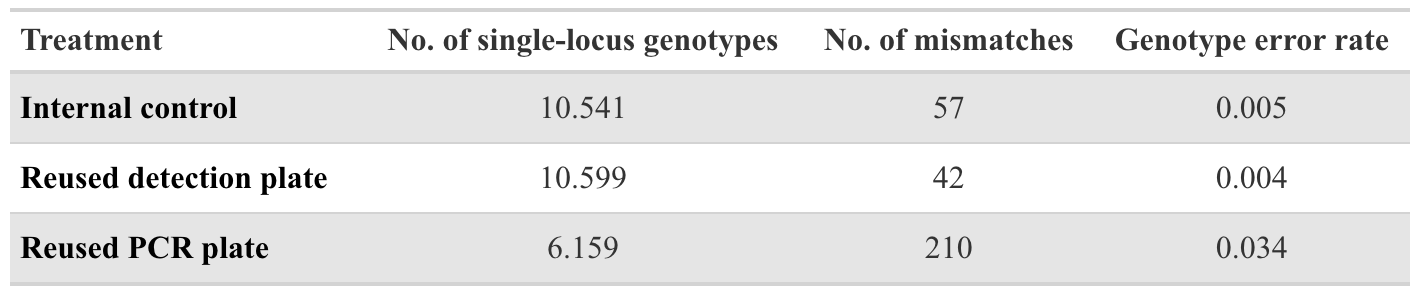 Treatment No. of single-locus genotypes No. of mismatches Genotype error rate
Internal control 10.541 57 0.005
Reused detection plate 10.599 42 0.004
Reused PCR plate 6.159 210 0.034